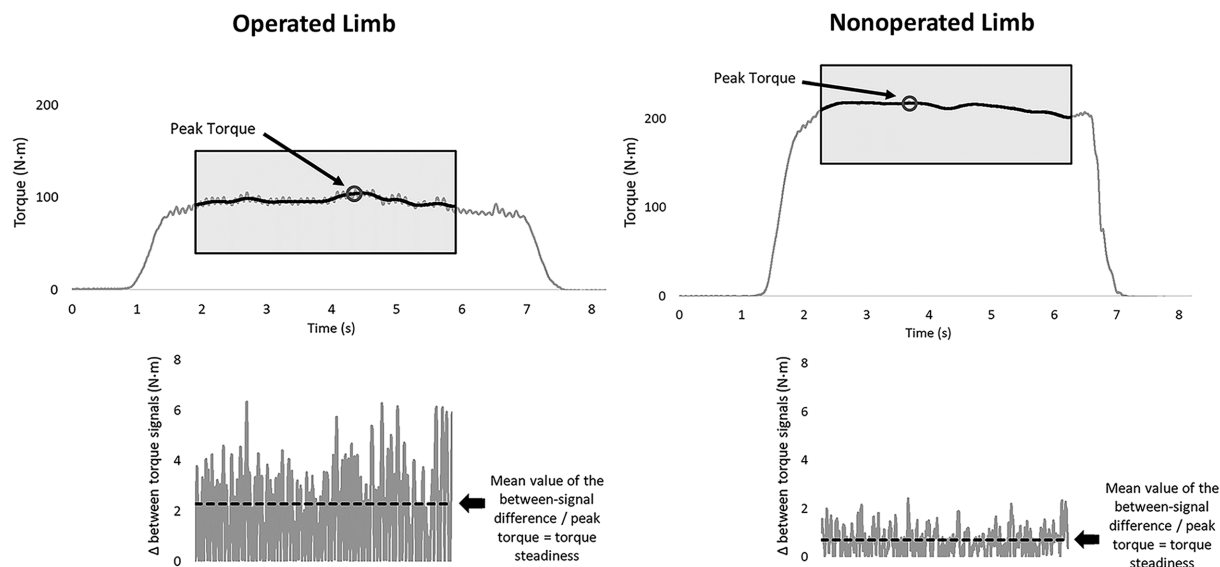 Operated Limb
200
100
0
Torque (N·m)
Peak Torque
0 1 2 3 4 5 6 7 8
Time (s)
Δ between torque signals (N·m)
8
6
4
2
0
Mean value of the
between-signal
difference / peak
torque = torque
steadiness
Nonoperated Limb
Peak Torque
200
100
0
Torque (N·m)
0 1 2 3 4 5 6 7 8
Time (s)
Δ between torque signals (N·m)
8
6
4
2
0
Mean value of the
between-signal
difference / peak
torque = torque
steadiness